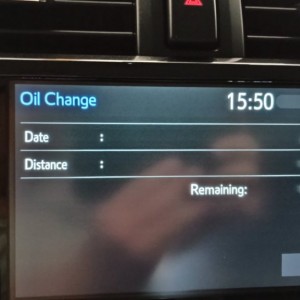 Oil Change 15:50
Date :
Distance :
Remaining: